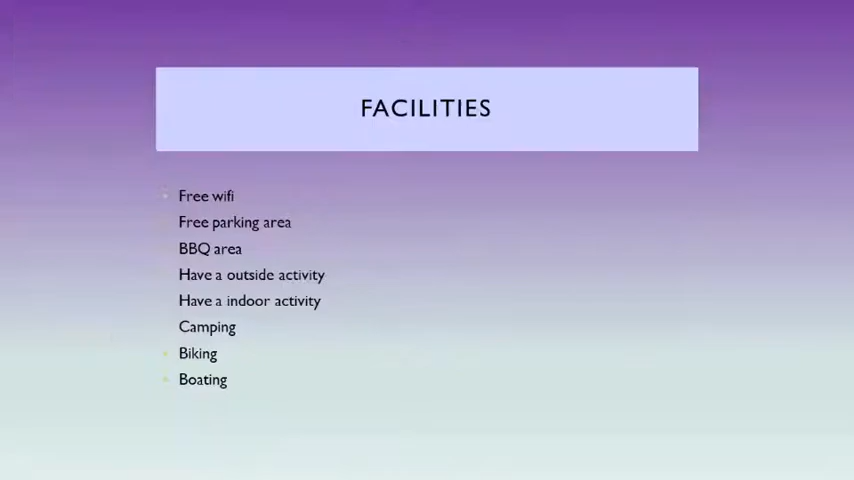 FACILITIES
Free wifi
Free parking area
BBQ area
Have a outside activity
Have a indoor activity
Camping
Biking
Boating